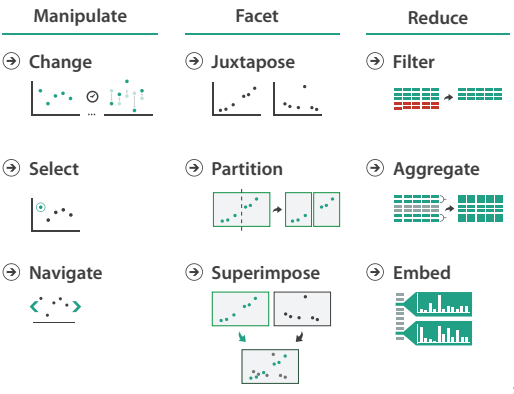 Manipulate
Facet
Reduce
Change
Juxtapose
Filter
...
Select
Partition
Aggregate
Navigate
Superimpose
Embed